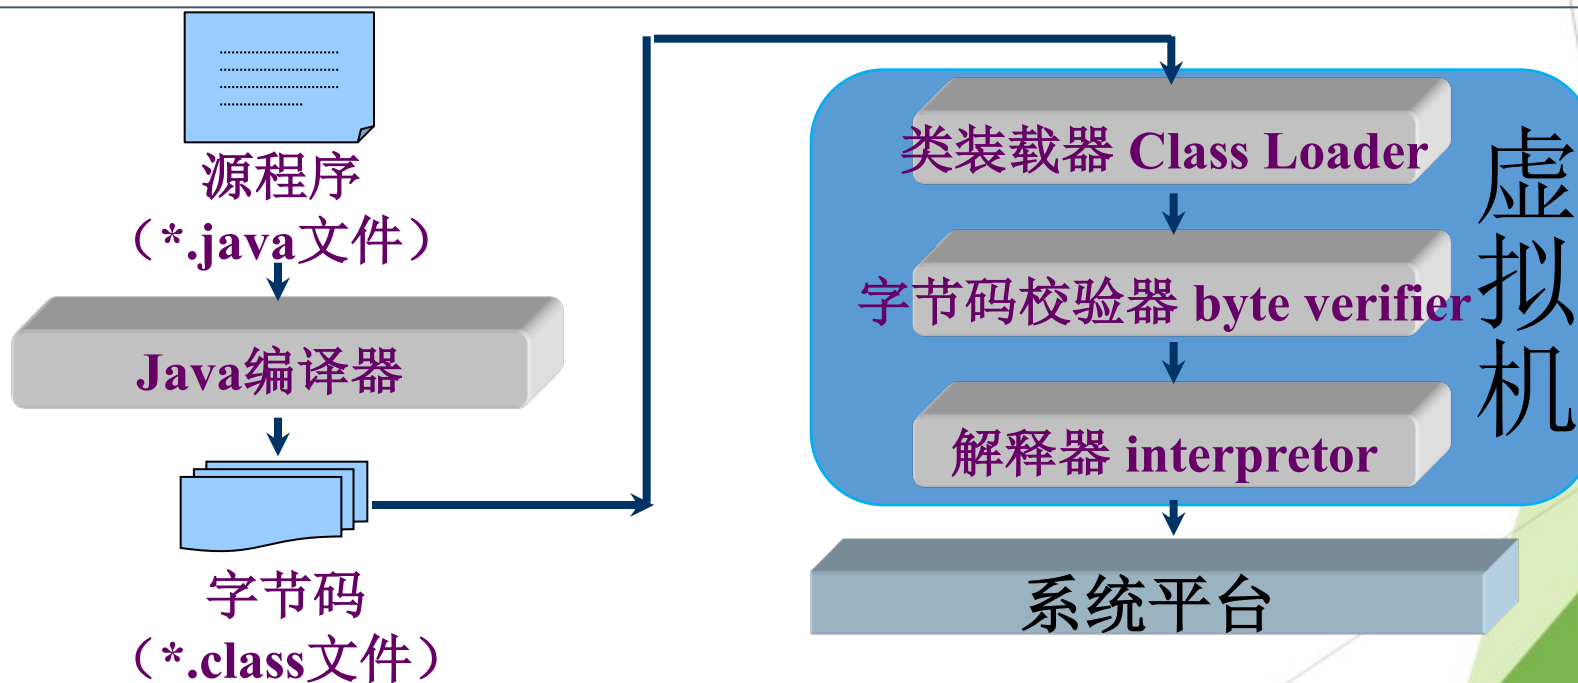 源程序
（*.java文件）
Java编译器
字节码
（*.class文件）
类装载器 Class Loader
字节码校验器 byte verifier
解释器 interpretor
虚拟机
系统平台